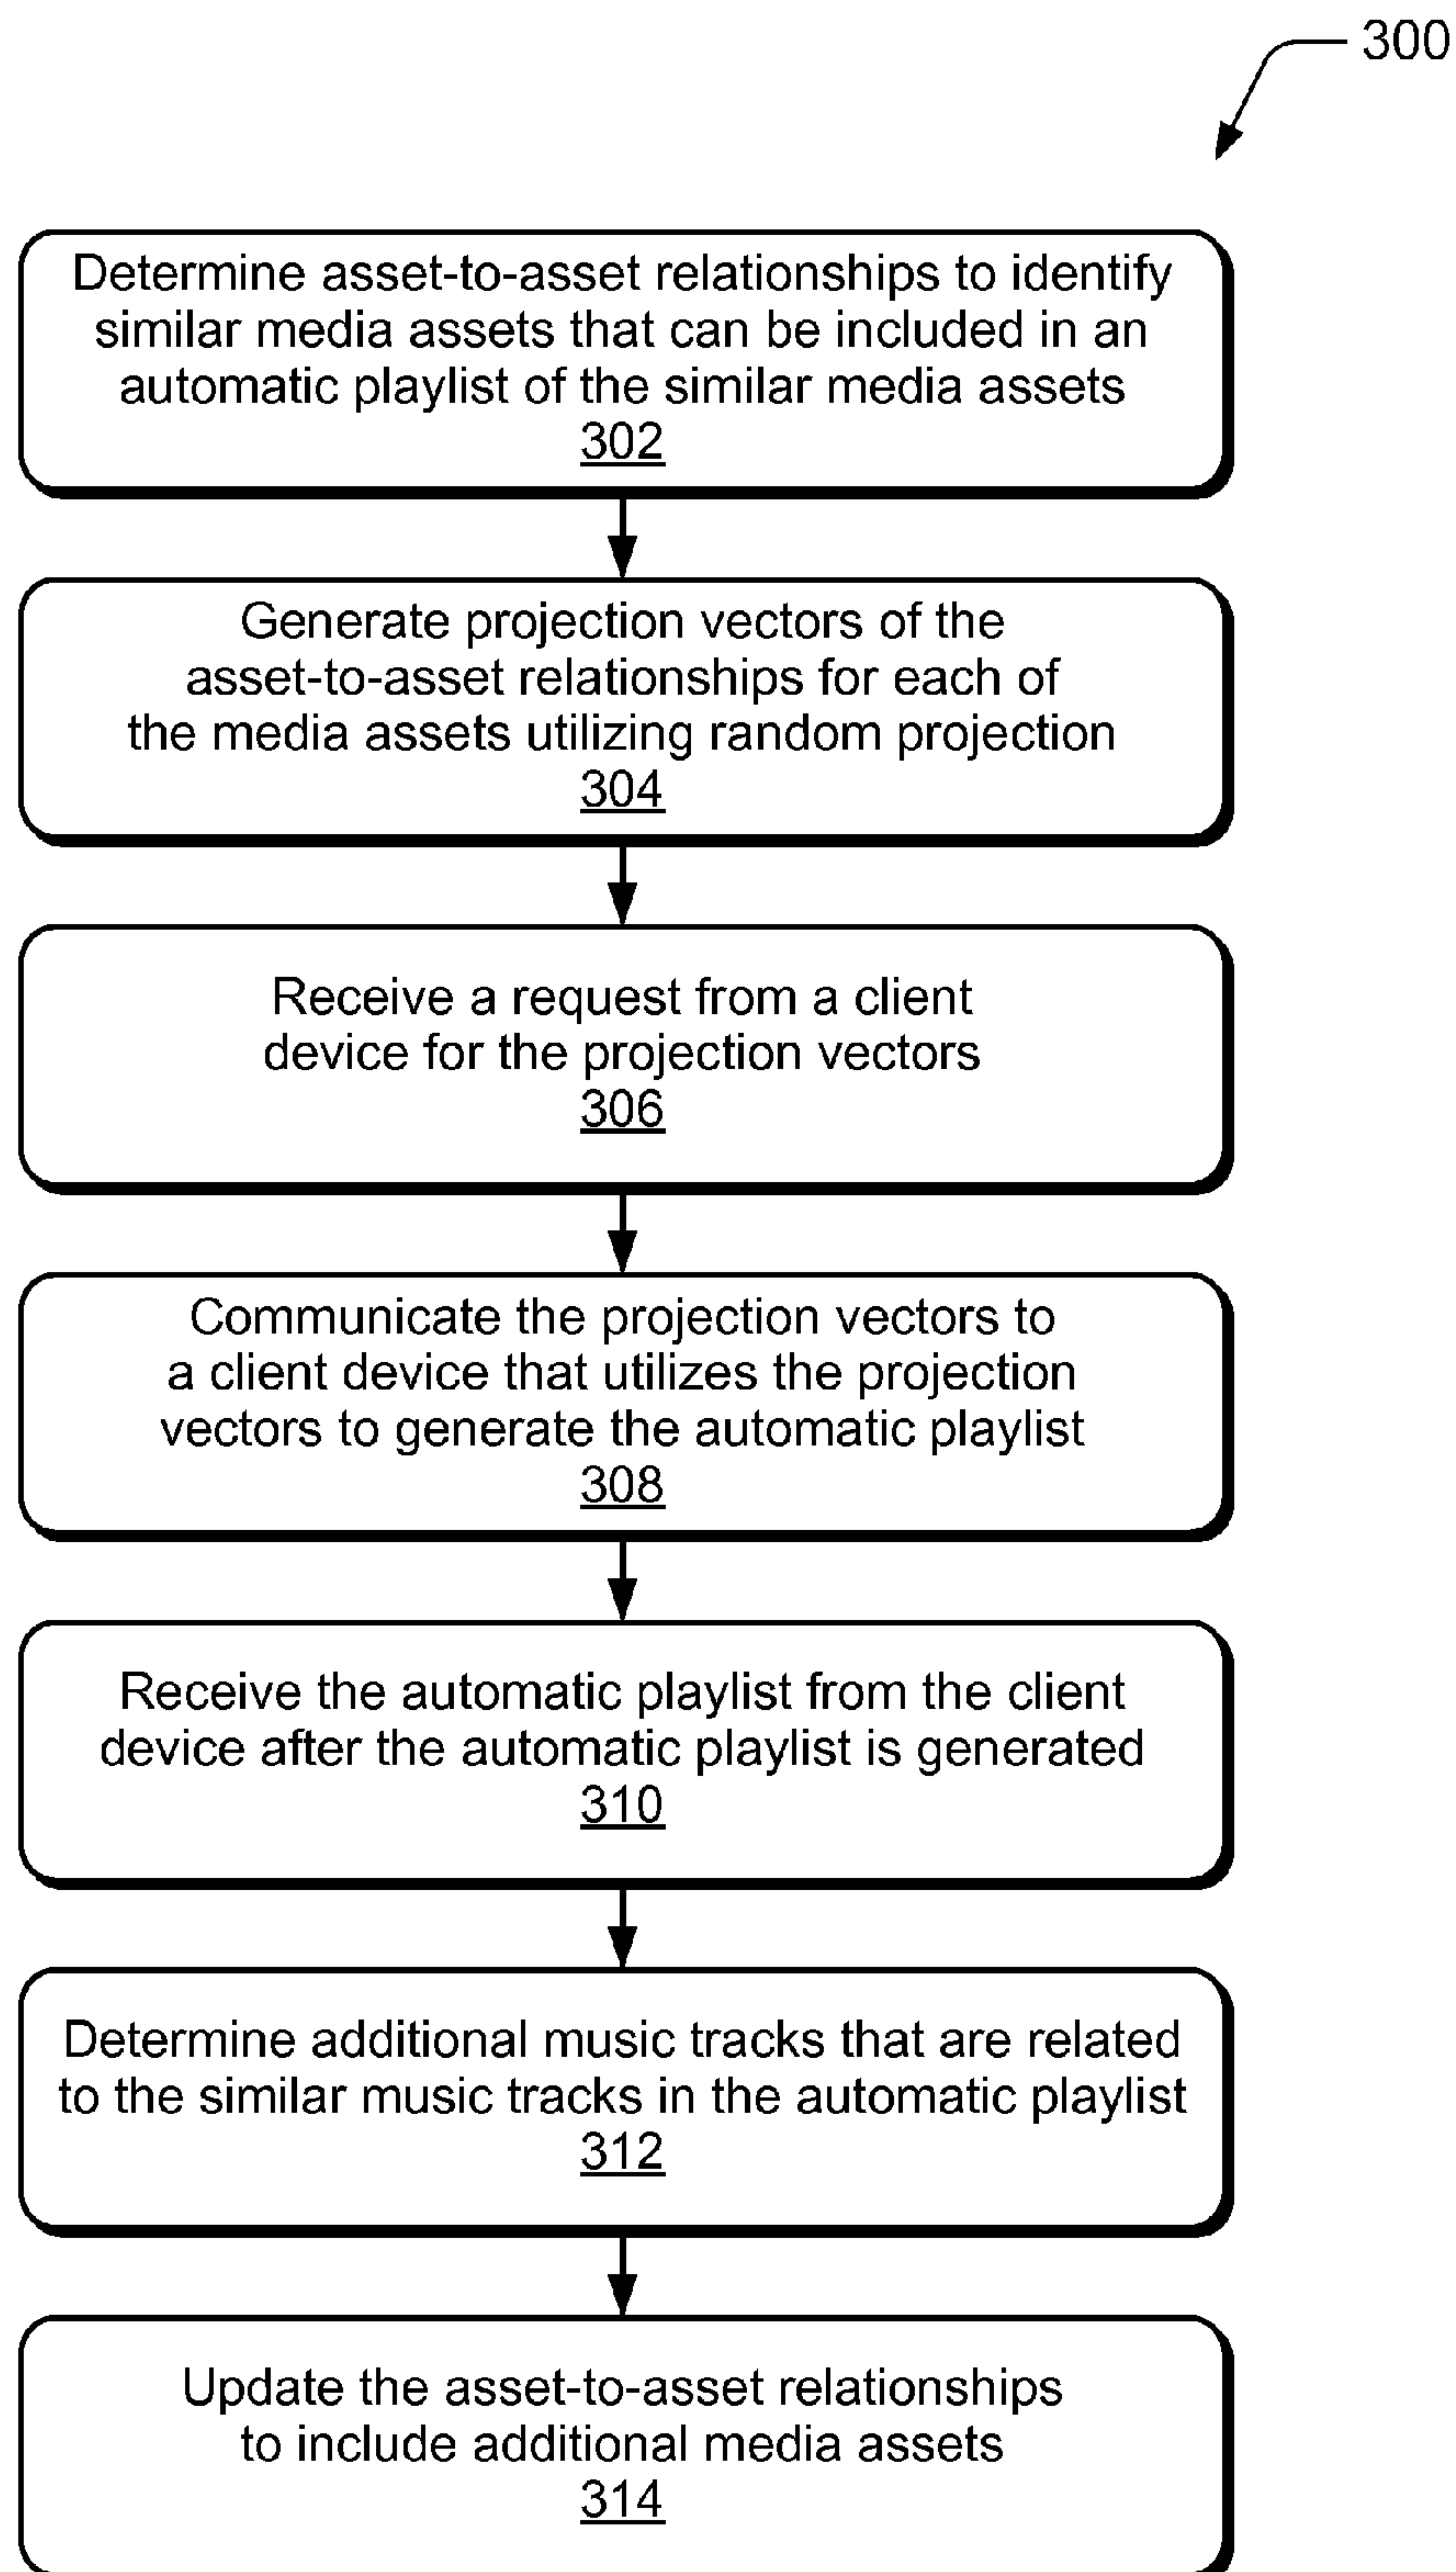 300
Determine asset-to-asset relationships to identify
similar media assets that can be included in an
automatic playlist of the similar media assets
302
Generate projection vectors of the
asset-to-asset relationships for each of
the media assets utilizing random projection
304
Receive a request from a client
device for the projection vectors
306
Communicate the projection vectors to
a client device that utilizes the projection
vectors to generate the automatic playlist
308
Receive the automatic playlist from the client
device after the automatic playlist is generated
310
Determine additional music tracks that are related
to the similar music tracks in the automatic playlist
312
Update the asset-to-asset relationships
to include additional media assets
314